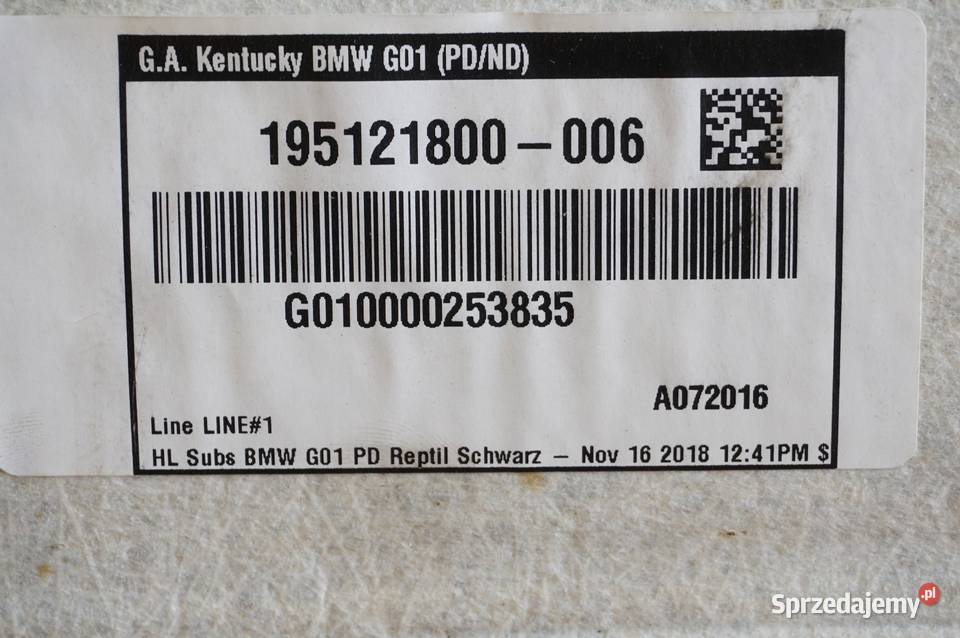 G.A. Kentucky BMW G01 (PD/ND)
195121800-006
G010000253835
A072016
Line LINE#1
HL Subs BMW G01 PD Reptil Schwarz - Nov 16 2018 12:41PM $
Sprzedajemy.pl